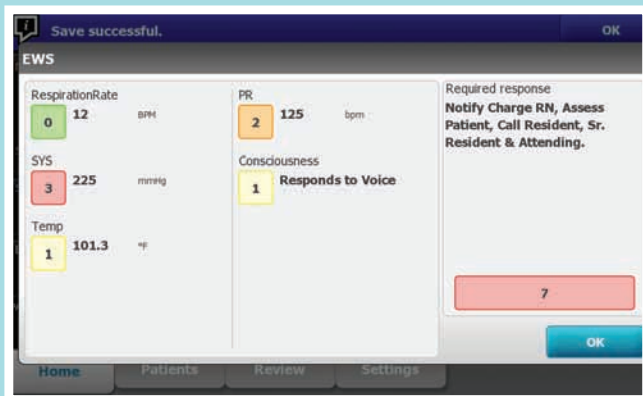 Save successful.
OK
EWS
RespirationRate
0 12 BPM
SYS
3 225 mmHg
Temp
1 101.3 °F
PR
2 125 bpm
Consciousness
1 Responds to Voice
Required response
Notify Charge RN, Assess
Patient, Call Resident, Sr.
Resident & Attending.
7
OK
Home Patients Review Settings